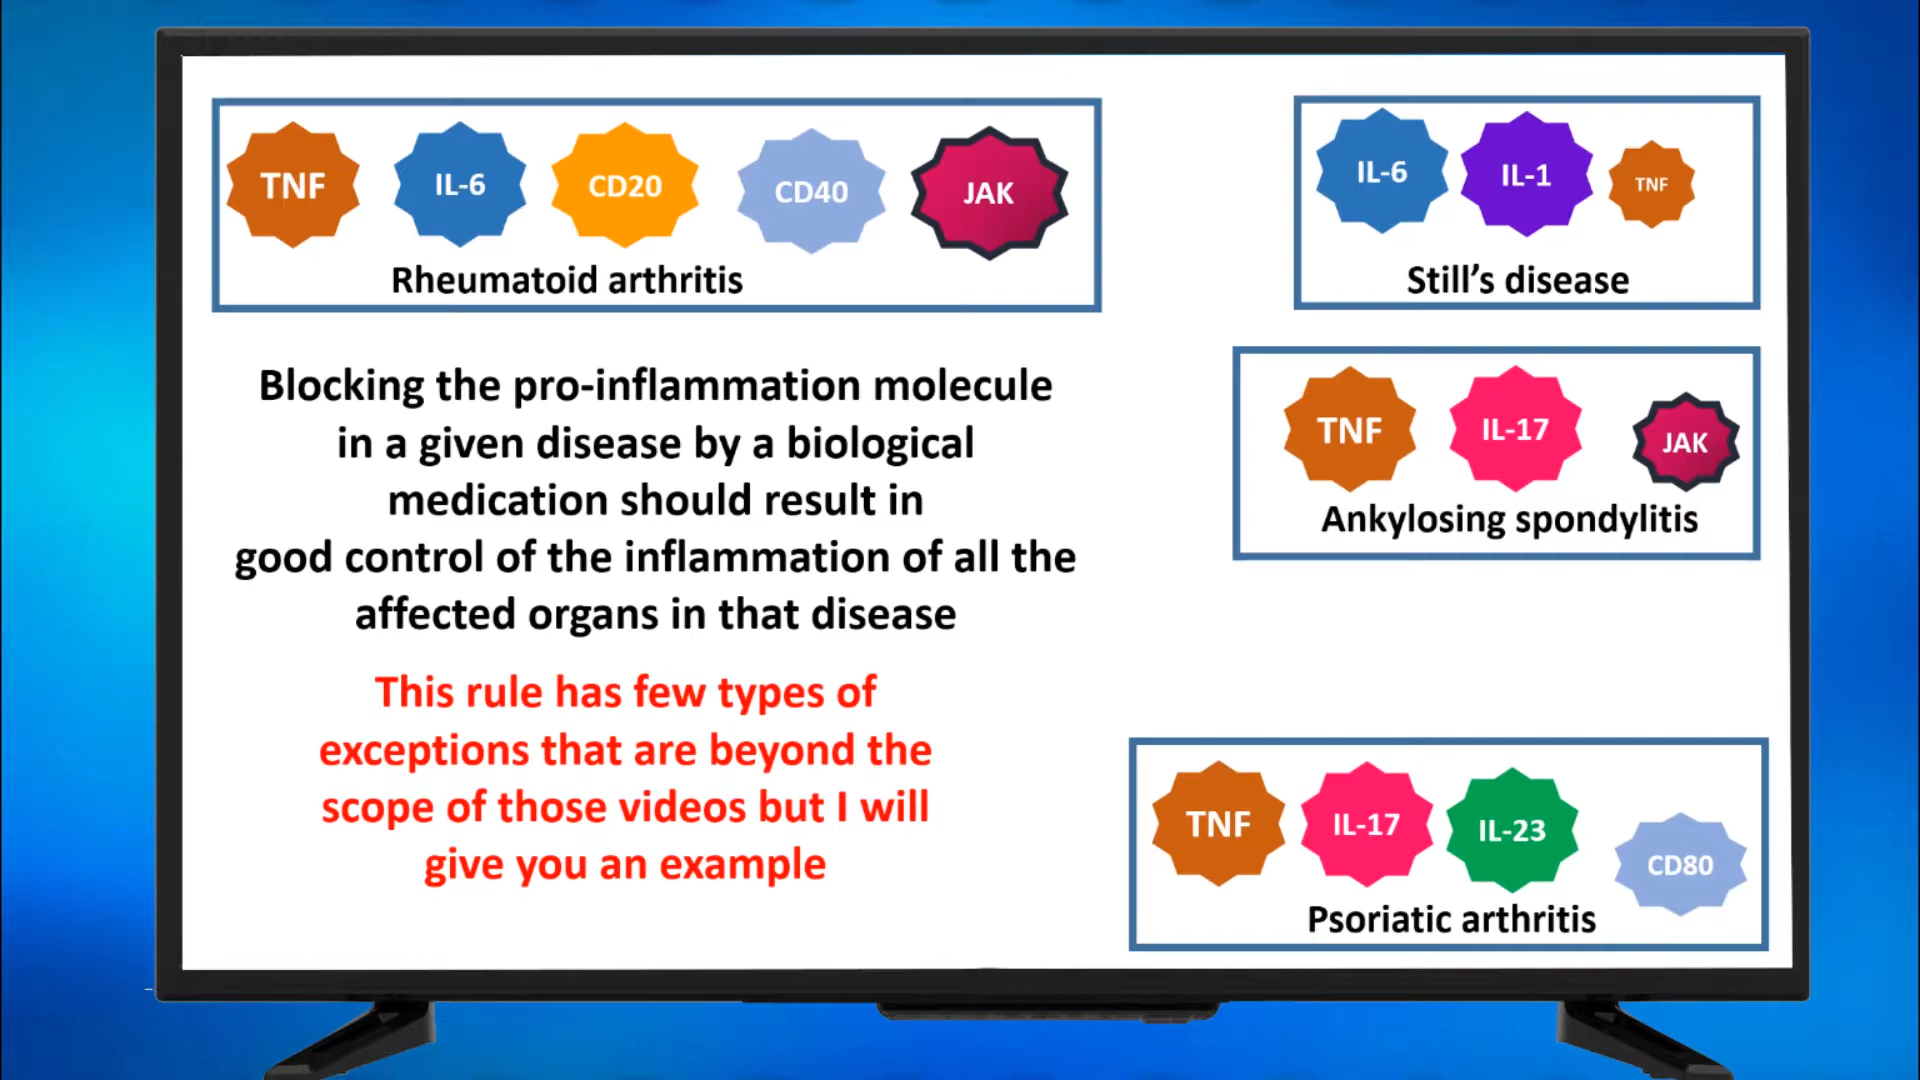 TNF IL-6 CD20 CD40 JAK
Rheumatoid arthritis
IL-6 IL-1 TNF
Still's disease
Blocking the pro-inflammation molecule
in a given disease by a biological
medication should result in
good control of the inflammation of all the
affected organs in that disease
TNF IL-17 JAK
Ankylosing spondylitis
This rule has few types of
exceptions that are beyond the
scope of those videos but I will
give you an example
TNF IL-17 IL-23 CD80
Psoriatic arthritis